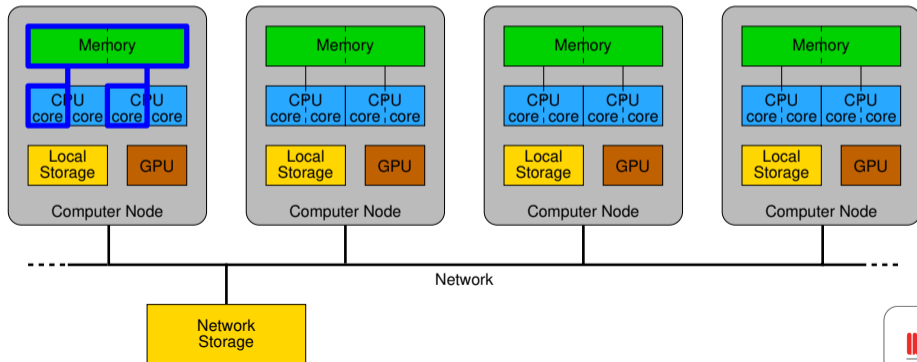 Memory
CPU CPU
core core core core
Local
Storage
GPU
Computer Node
Memory
CPU CPU
core core core core
Local
Storage
GPU
Computer Node
Memory
CPU CPU
core core core core
Local
Storage
GPU
Computer Node
Memory
CPU CPU
core core core core
Local
Storage
GPU
Computer Node
Network
Network
Storage